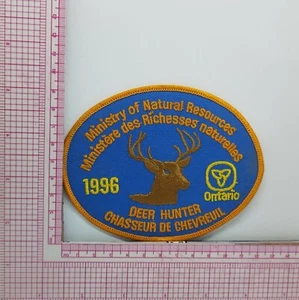 Ministry of Natural Resources
Ministère des Richesses naturelles
1996
Ontario
DEER HUNTER
CHASSEUR DE CHEVREUIL